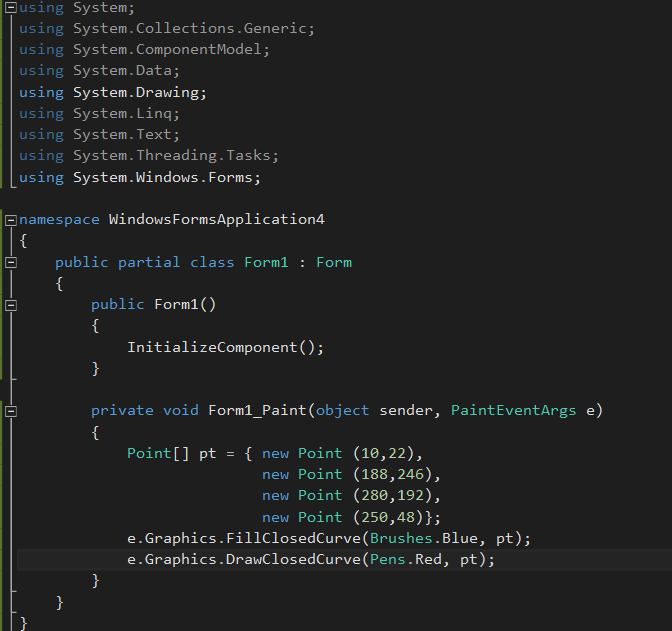 using System;
using System.Collections.Generic;
using System.ComponentModel;
using System.Data;
using System.Drawing;
using System.Linq;
using System.Text;
using System.Threading.Tasks;
using System.Windows.Forms;
namespace WindowsFormsApplication4
{
    public partial class Form1 : Form
    {
        public Form1()
        {
            InitializeComponent();
        }
        private void Form1_Paint(object sender, PaintEventArgs e)
        {
            Point[] pt = { new Point (10,22),
                           new Point (188,246),
                           new Point (280,192),
                           new Point (250,48)};
            e.Graphics.FillClosedCurve(Brushes.Blue, pt);
            e.Graphics.DrawClosedCurve(Pens.Red, pt);
        }
    }
}